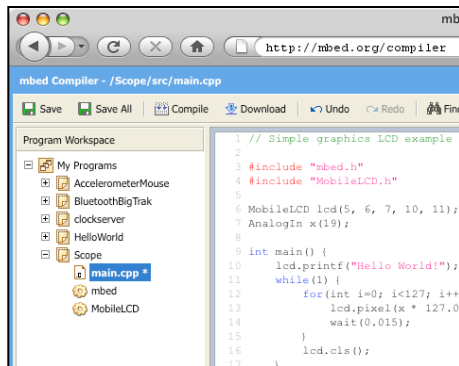 mb
http://mbed.org/compiler
mbed Compiler - /Scope/src/main.cpp
Save Save All Compile Download Undo Redo Fin
Program Workspace
My Programs
AccelerometerMouse
BluetoothBigTrak
clockserver
HelloWorld
Scope
main.cpp *
mbed
MobileLCD
1 // Simple graphics LCD example
2
3 #include "mbed.h"
4 #include "MobileLCD.h"
5
6 MobileLCD lcd(5, 6, 7, 10, 11);
7 AnalogIn x(19);
8
9 int main() {
10 lcd.printf("Hello World!");
11 while(1) {
12 for(int i=0; i<127; i++
13 lcd.pixel(x * 127.0
14 wait(0.015);
15 }
16 lcd.cls();
17 }